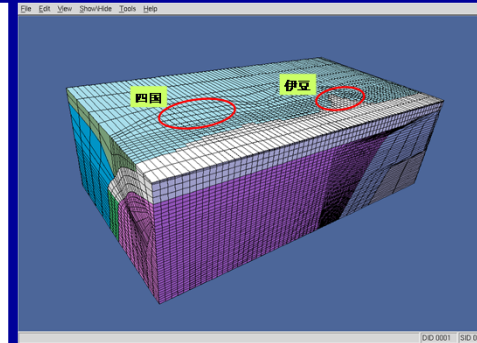 File Edit View Show/Hide Tools Help
四国
伊豆
DID 0001 SID 0